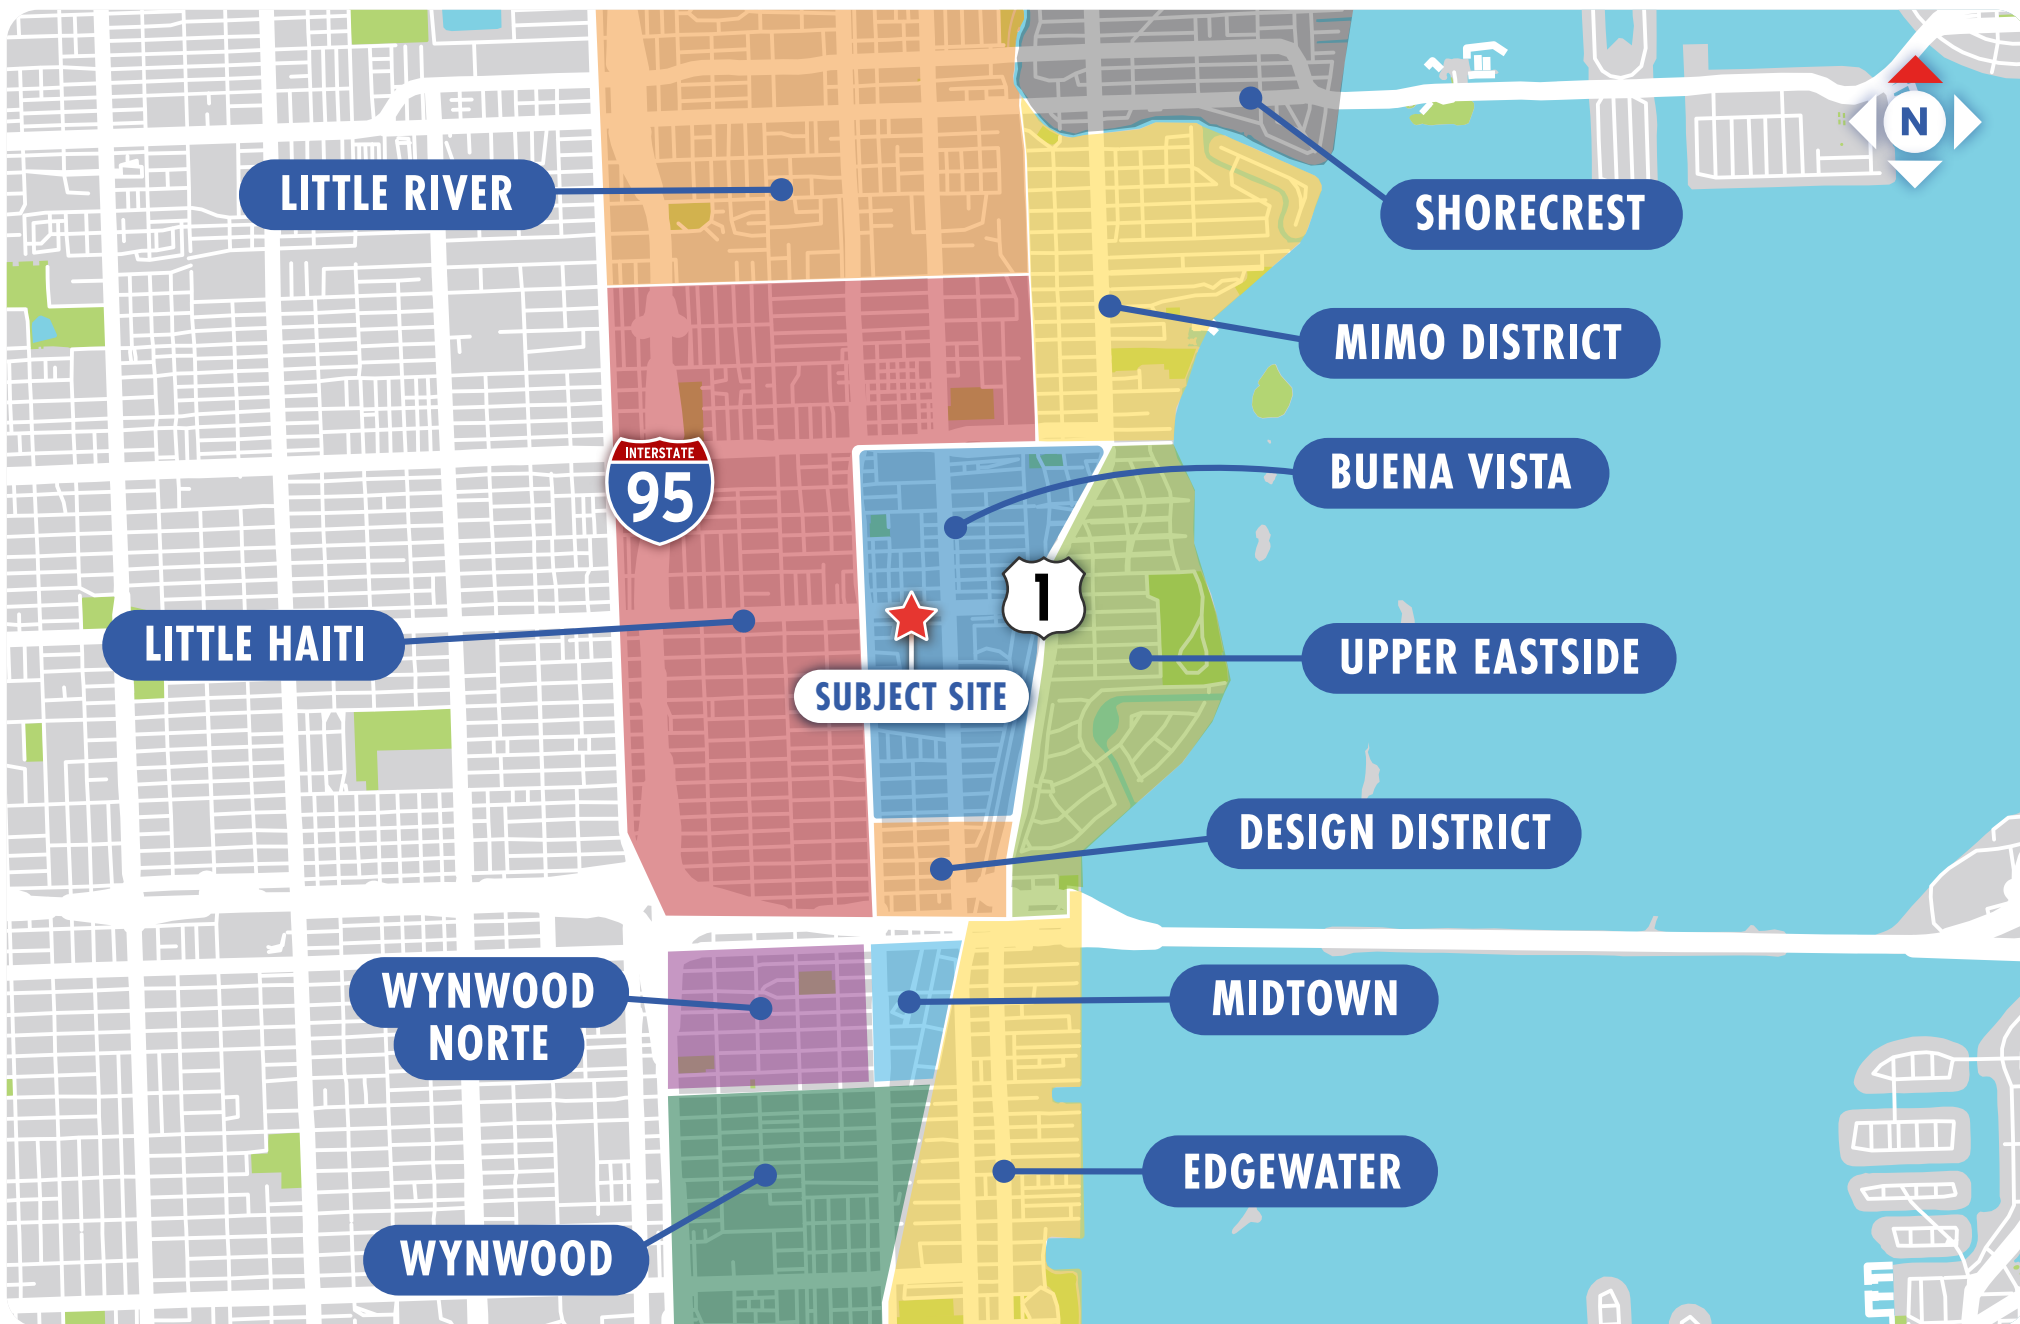 N
LITTLE RIVER
SHORECREST
MIMO DISTRICT
INTERSTATE
95
BUENA VISTA
1
LITTLE HAITI
UPPER EASTSIDE
SUBJECT SITE
DESIGN DISTRICT
WYNWOOD
NORTE
MIDTOWN
EDGEWATER
WYNWOOD